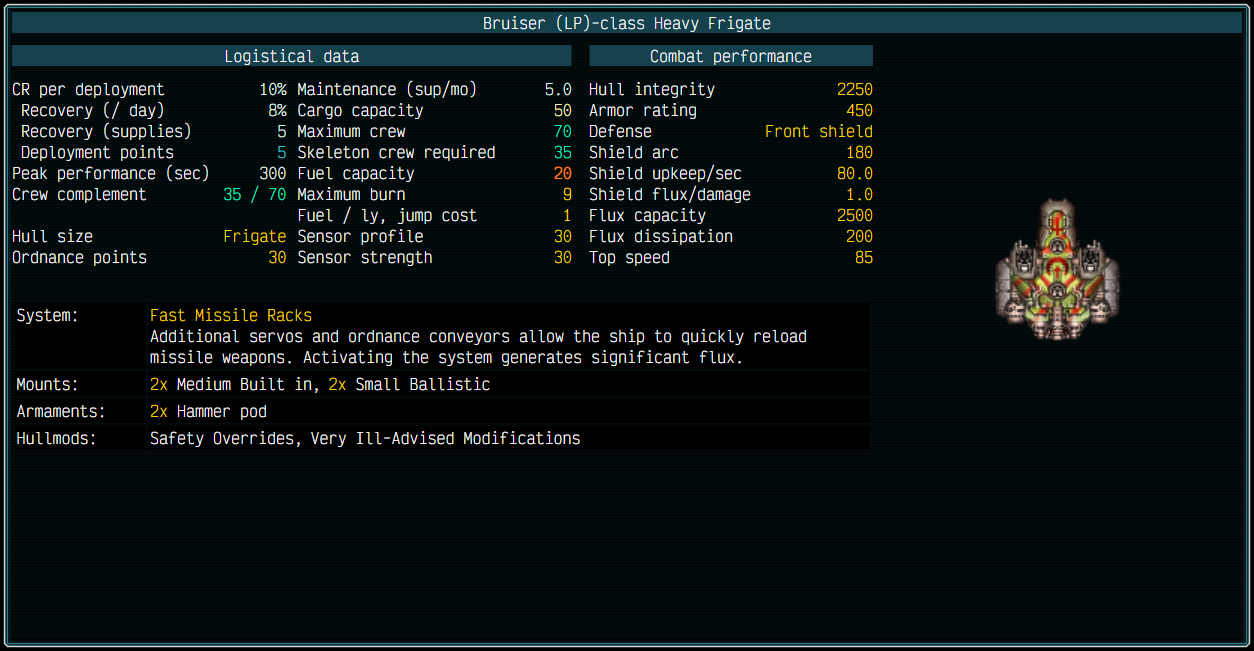 Bruiser (LP)-class Heavy Frigate
Logistical data Combat performance
CR per deployment 10% Maintenance (sup/mo) 5.0 Hull integrity 2250
Recovery (/ day) 8% Cargo capacity 50 Armor rating 450
Recovery (supplies) 5 Maximum crew 70 Defense Front shield
Deployment points 5 Skeleton crew required 35 Shield arc 180
Peak performance (sec) 300 Fuel capacity 20 Shield upkeep/sec 80.0
Crew complement 35 / 70 Maximum burn 9 Shield flux/damage 1.0
Fuel / ly, jump cost 1 Flux capacity 2500
Hull size Frigate Sensor profile 30 Flux dissipation 200
Ordnance points 30 Sensor strength 30 Top speed 85
System: Fast Missile Racks
Additional servos and ordnance conveyors allow the ship to quickly reload
missile weapons. Activating the system generates significant flux.
Mounts: 2x Medium Built in, 2x Small Ballistic
Armaments: 2x Hammer pod
Hullmods: Safety Overrides, Very Ill-Advised Modifications